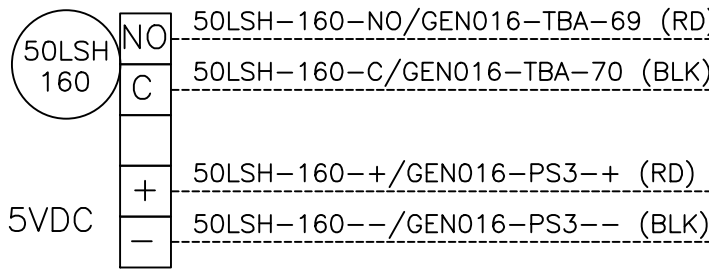 50LSH
160
NO
50LSH-160-NO/GEN016-TBA-69 (RD)
C
50LSH-160-C/GEN016-TBA-70 (BLK)
+
50LSH-160-+/GEN016-PS3-+ (RD)
5VDC
-
50LSH-160--/GEN016-PS3-- (BLK)